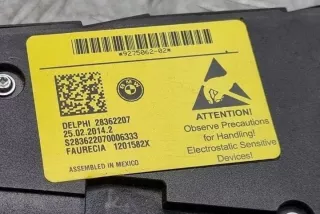 *9275062-02*
BMW
DELPHI 28362207
25.02.2014.2
S283622070006333
FAURECIA 1201582X
ASSEMBLED IN MEXICO
ATTENTION!
Observe Precautions
for Handling!
Electrostatic Sensitive
Devices!